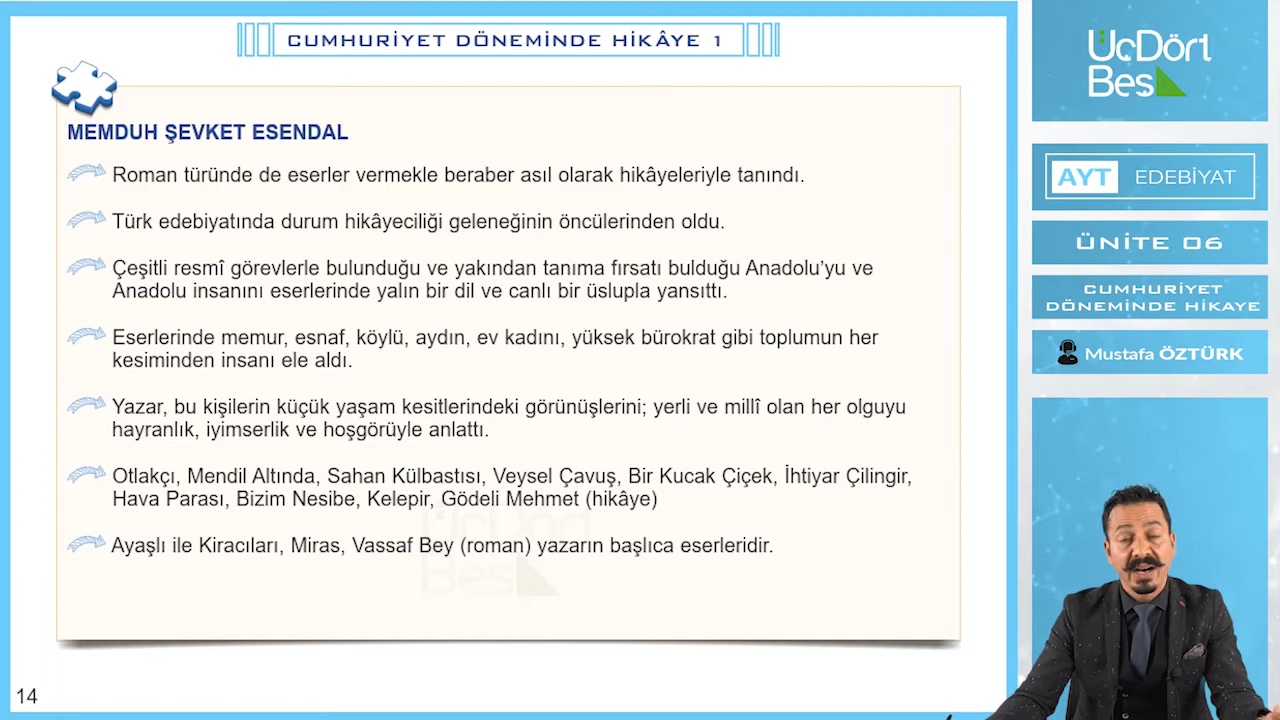 CUMHURİYET DÖNEMİNDE HİKÂYE 1
MEMDUH ŞEVKET ESENDAL
Roman türünde de eserler vermekle beraber asıl olarak hikâyeleriyle tanındı.
Türk edebiyatında durum hikâyeciliği geleneğinin öncülerinden oldu.
Çeşitli resmî görevlerle bulunduğu ve yakından tanıma fırsatı bulduğu Anadolu'yu ve
Anadolu insanını eserlerinde yalın bir dil ve canlı bir üslupla yansıttı.
Eserlerinde memur, esnaf, köylü, aydın, ev kadını, yüksek bürokrat gibi toplumun her
kesiminden insanı ele aldı.
Yazar, bu kişilerin küçük yaşam kesitlerindeki görünüşlerini; yerli ve millî olan her olguyu
hayranlık, iyimserlik ve hoşgörüyle anlattı.
Otlakçı, Mendil Altında, Sahan Külbastısı, Veysel Çavuş, Bir Kucak Çiçek, İhtiyar Çilingir,
Hava Parası, Bizim Nesibe, Kelepir, Gödeli Mehmet (hikâye)
Ayaşlı ile Kiracıları, Miras, Vassaf Bey (roman) yazarın başlıca eserleridir.
ÜçDört
Beş
14
ÜçDört
Beş
AYT EDEBİYAT
ÜNİTE 06
CUMHURİYET
DÖNEMİNDE HİKAYE
Mustafa ÖZTÜRK